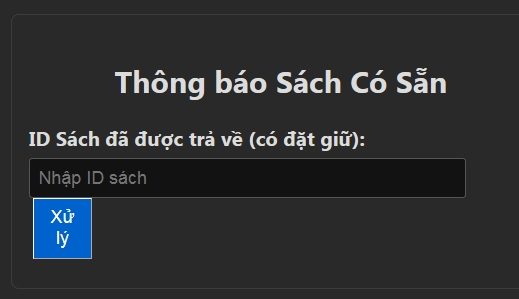 Thông báo Sách Có Sẵn
ID Sách đã được trả về (có đặt giữ):
Nhập ID sách
Xử
lý